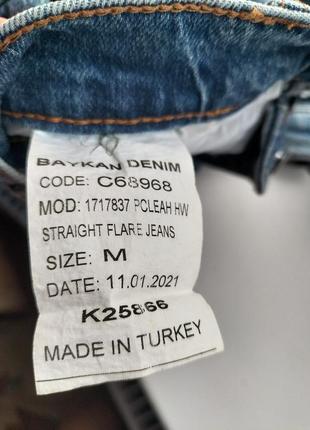 BAYKAN DENIM
CODE: C68968
MOD: 1717837 PCLEAH HW
STRAIGHT FLARE JEANS
SIZE: M
DATE: 11.01.2021
K25866
MADE IN TURKEY